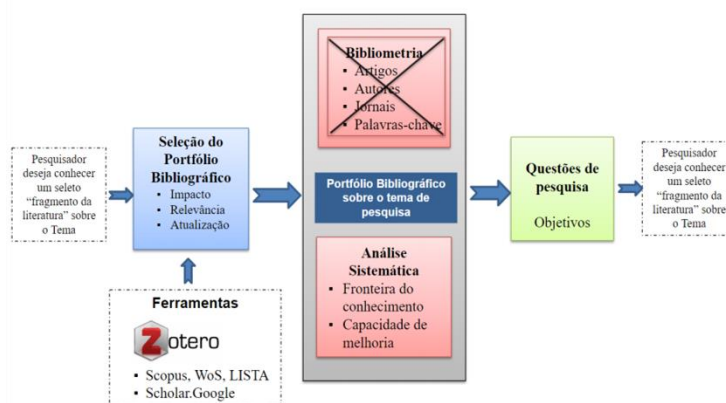 Pesquisador
deseja conhecer
um seleto
“fragmento da
literatura” sobre
o Tema
Seleção do
Portfólio
Bibliográfico
▪ Impacto
▪ Relevância
▪ Atualização
Ferramentas
Zotero
▪ Scopus, WoS, LISTA
▪ Scholar.Google
Bibliometria
▪ Artigos
▪ Autores
▪ Jornais
▪ Palavras-chave
Portfólio Bibliográfico
sobre o tema de
pesquisa
Análise
Sistemática
▪ Fronteira do
conhecimento
▪ Capacidade de
melhoria
Questões de
pesquisa
Objetivos
Pesquisador
deseja conhecer
um seleto
“fragmento da
literatura” sobre
o Tema